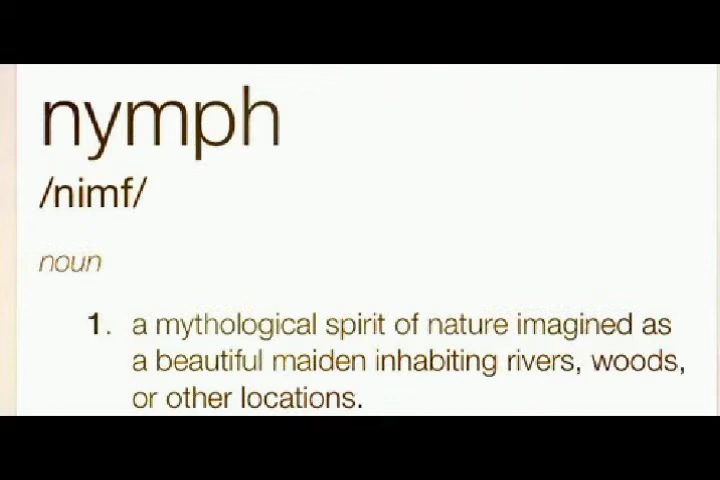 nymph
/nimf/
noun
1. a mythological spirit of nature imagined as
a beautiful maiden inhabiting rivers, woods,
or other locations.